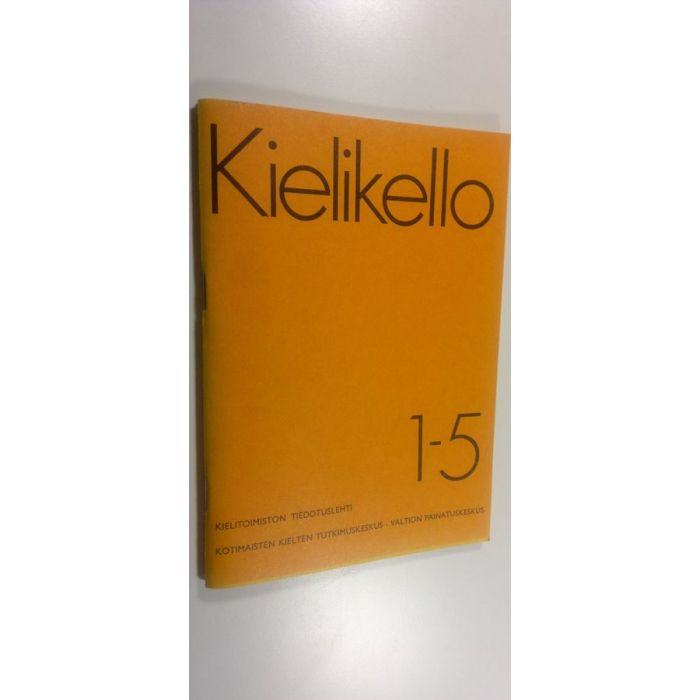 Kielikello
1-5
KIELITOIMISTON TIEDOTUSLEHTI
KOTIMAISTEN KIELTEN TUTKIMUSKESKUS - VALTION PAINATUSKESKUS